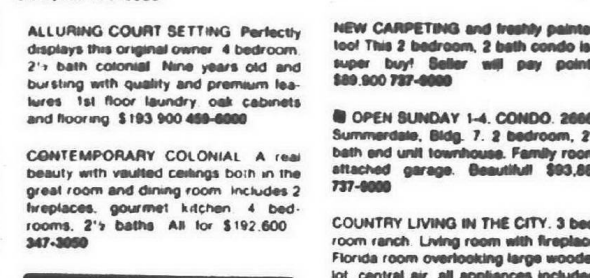 ALLURING COURT SETTING Perfectly
displays this original owner 4 bedroom,
2½ bath colonial Nine years old and
bursting with quality and premium fea-
tures 1st floor laundry, oak cabinets
and flooring $193 900 459-6000
CONTEMPORARY COLONIAL A real
beauty with vaulted ceilings both in the
great room and dining room Includes 2
fireplaces, gourmet kitchen 4 bed-
rooms, 2½ baths All for $192,600
347-3050
NEW CARPETING and freshly painte
too! This 2 bedroom, 2 bath condo is
super buy! Seller will pay point
$89,900 737-9000
OPEN SUNDAY 1-4. CONDO. 2666
Summerdale, Bldg. 7. 2 bedroom, 2
bath end unit townhouse. Family room
attached garage. Beautiful! $93,88
737-9000
COUNTRY LIVING IN THE CITY. 3 bed
room ranch. Living room with fireplac
Florida room overlooking large woode
lot, central air, all appliances include